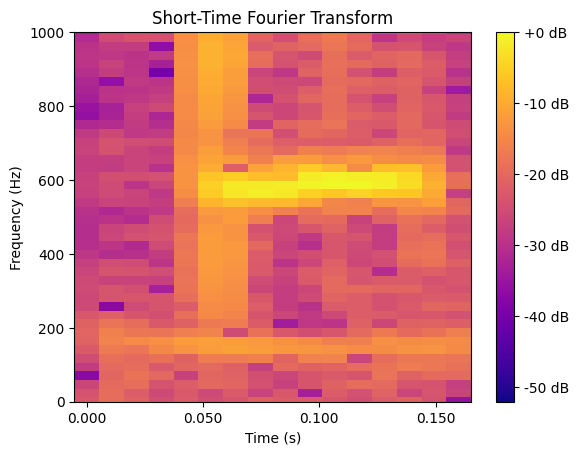 Short-Time Fourier Transform
Frequency (Hz)
1000
800
600
400
200
0
0.000
0.050
0.100
0.150
Time (s)
+0 dB
-10 dB
-20 dB
-30 dB
-40 dB
-50 dB